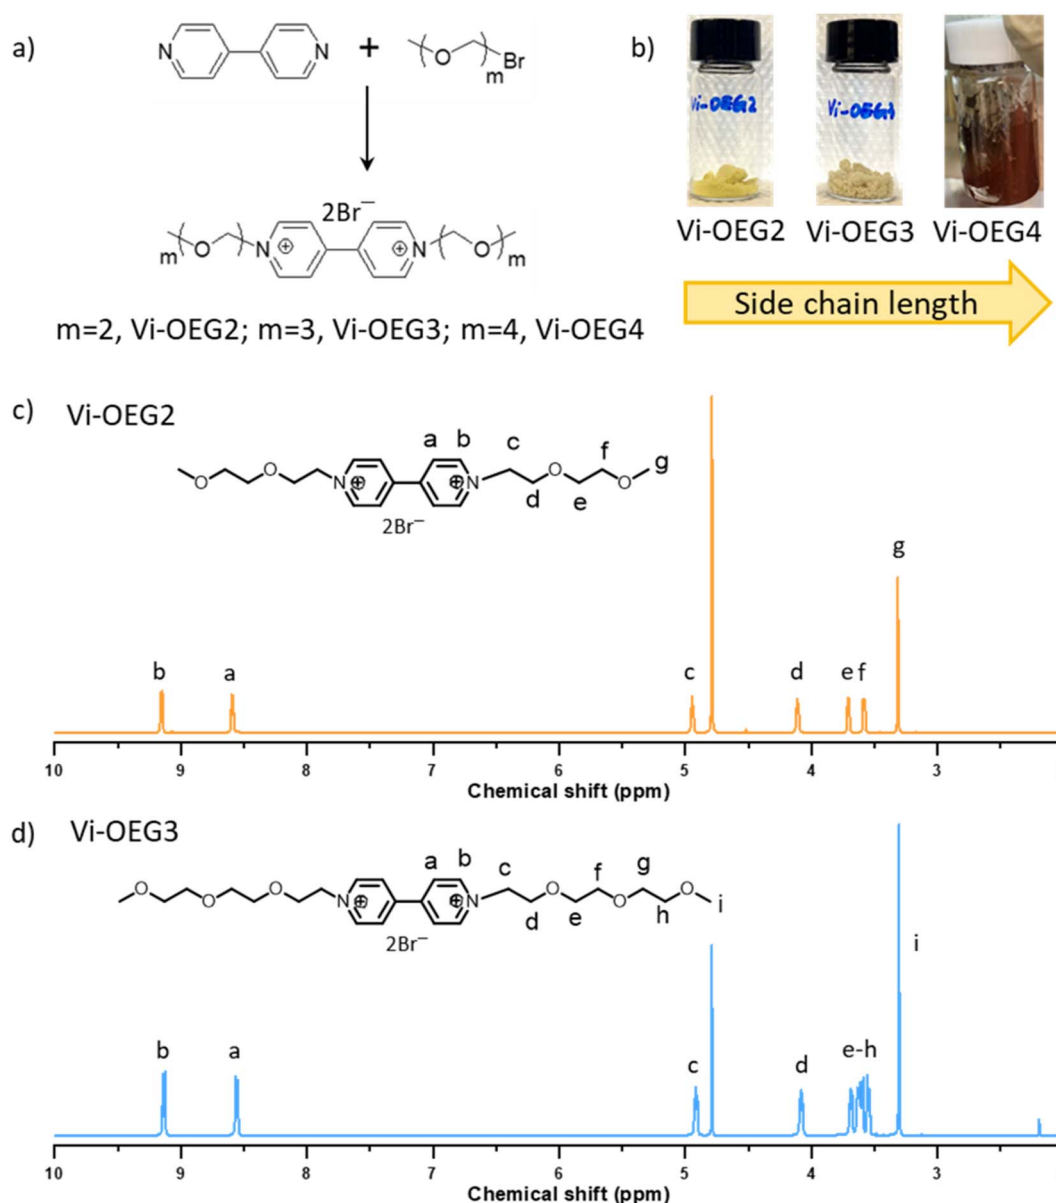 a)
N
N
+
O
m
Br
2Br⁻
m
O
N
+
+
N
O
m
m=2, Vi-OEG2; m=3, Vi-OEG3; m=4, Vi-OEG4
b)
Vi-OEG2
Vi-OEG2
Vi-OEG3
Vi-OEG4
Side chain length
c)
Vi-OEG2
a b c f g
O O N + + N d O e O
2Br⁻
b a c d e f g
10 9 8 7 6 5 4 3
Chemical shift (ppm)
d)
Vi-OEG3
a b c f g
O O O N + + N d O e O h O i
2Br⁻
b a c d e-h i
10 9 8 7 6 5 4 3
Chemical shift (ppm)